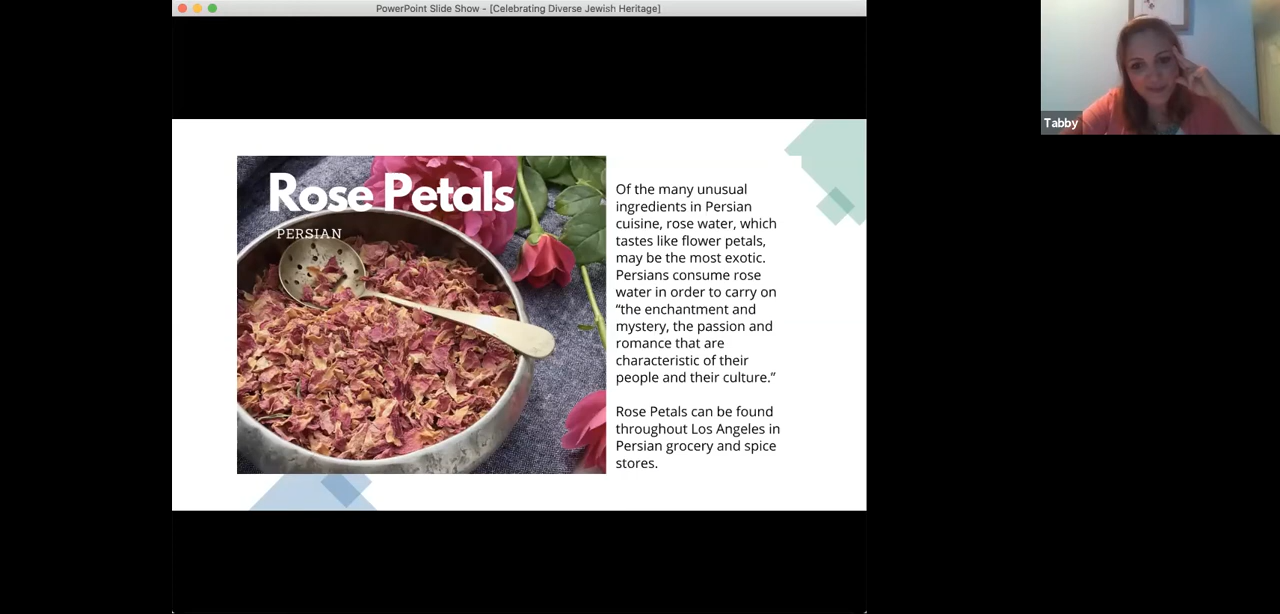 PowerPoint Slide Show - [Celebrating Diverse Jewish Heritage]
Tabby
Rose Petals
PERSIAN
Of the many unusual
ingredients in Persian
cuisine, rose water, which
tastes like flower petals,
may be the most exotic.
Persians consume rose
water in order to carry on
“the enchantment and
mystery, the passion and
romance that are
characteristic of their
people and their culture.”
Rose Petals can be found
throughout Los Angeles in
Persian grocery and spice
stores.